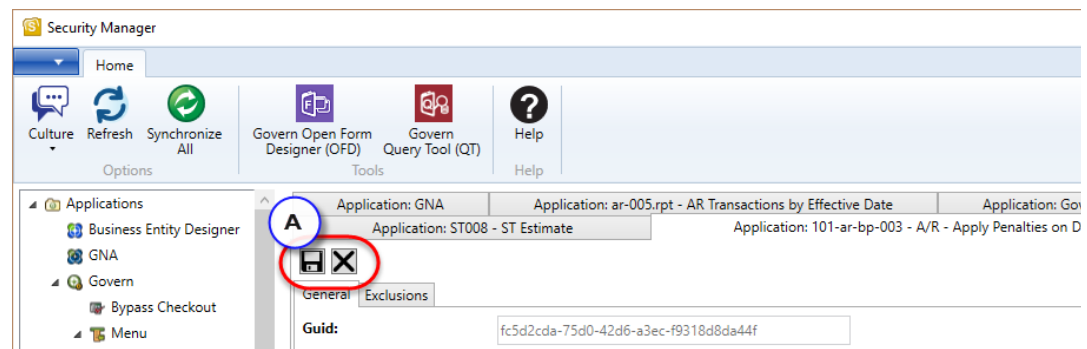 Security Manager
Home
Culture
Refresh
Synchronize All
Govern Open Form Designer (OFD)
Govern Query Tool (QT)
Help
Options
Tools
Help
Applications
Business Entity Designer
GNA
Govern
Bypass Checkout
Menu
Application: GNA
Application: ar-005.rpt - AR Transactions by Effective Date
Application: Gov
A
Application: ST008 - ST Estimate
Application: 101-ar-bp-003 - A/R - Apply Penalties on D
General
Exclusions
Guid:
fc5d2cda-75d0-42d6-a3ec-f9318d8da44f